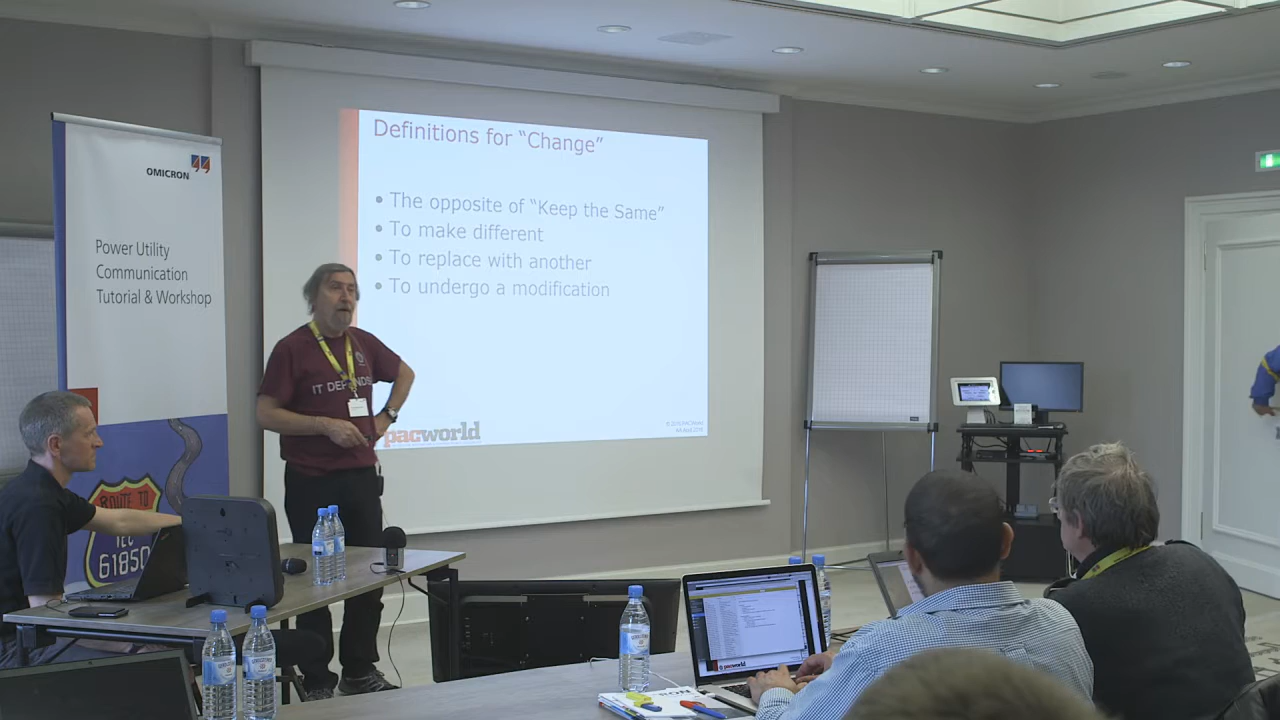 OMICRON
Power Utility
Communication
Tutorial & Workshop
ROUTE TO
IEC
61850
Definitions for “Change”
• The opposite of “Keep the Same”
• To make different
• To replace with another
• To undergo a modification
pacworld
IT DEPENDS
pacworld